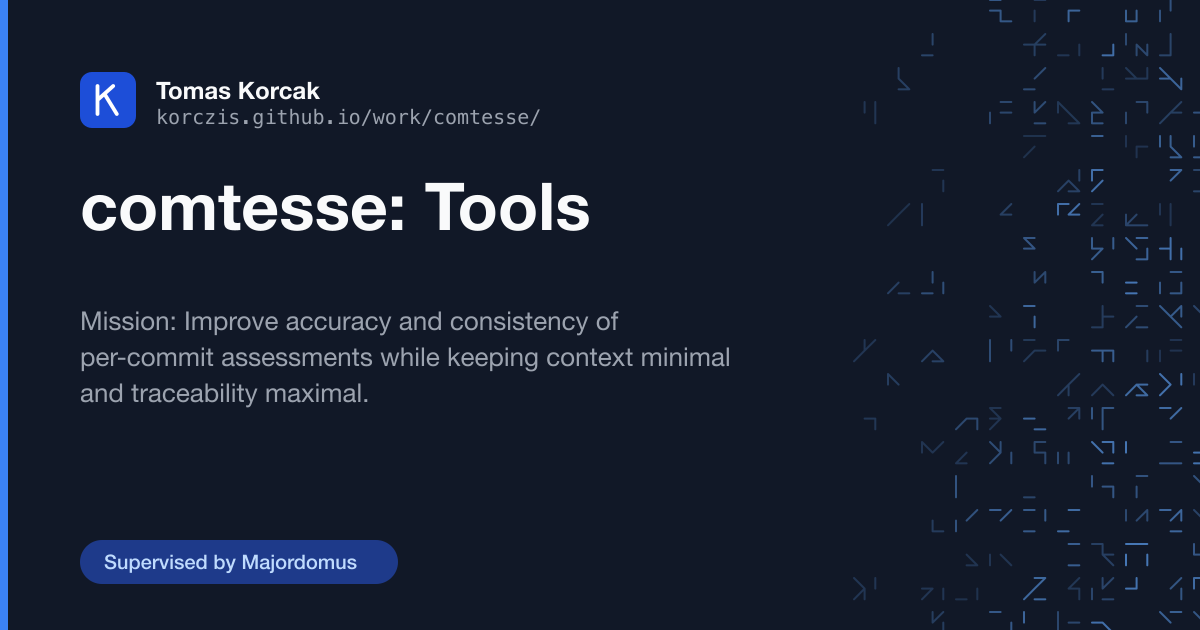 K
Tomas Korcak
korczis.github.io/work/comtesse/
comtesse: Tools
Mission: Improve accuracy and consistency of
per-commit assessments while keeping context minimal
and traceability maximal.
Supervised by Majordomus